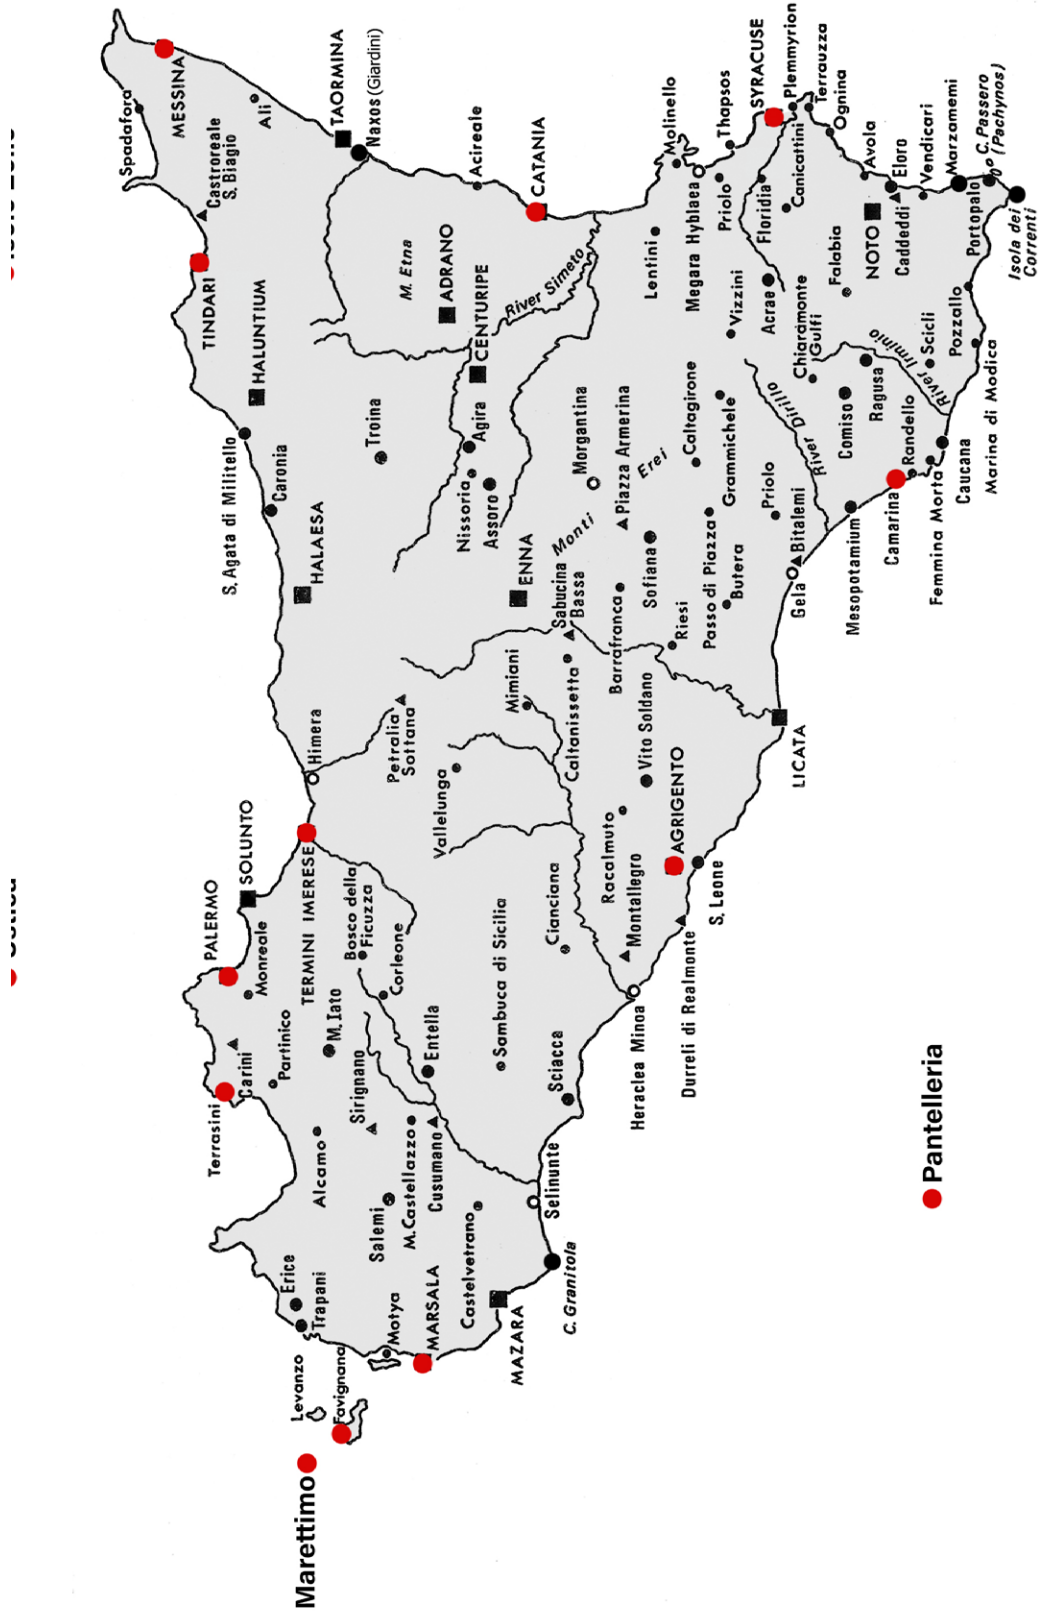 Marettimo
Levanzo
Favignana
Erice
Trapani
Motya
MARSALA
MAZARA
C. Granitola
Castelvetrano
Selinunte
Salemi
M. Castellazzo
Cusumano
Alcamo
Sirignano
Terrasini
Carini
Partinico
M. Iato
PALERMO
Monreale
SOLUNTO
TERMINI IMERESE
Bosco della
Ficuzza
Corleone
Entella
Sambuca di Sicilia
Sciacca
Heraclea Minoa
Cianciana
Montallegro
Durreli di Realmonte
S. Leone
AGRIGENTO
Racalmuto
Vito Soldano
Pantelleria
Himera
Petralia
Sottana
Vallelunga
Mimiani
Caltanissetta
Sabucina
Bassa
LICATA
HALAESA
Caronia
S. Agata di Militello
HALUNTIUM
TINDARI
Castroreale
S. Biagio
Spadafora
MESSINA
Ali
TAORMINA
Naxos (Giardini)
M. Etna
ADRANO
CENTURIPE
River Simeto
Acireale
CATANIA
Troina
Agira
Nissoria
Assoro
ENNA
Monti Erei
Morgantina
Piazza Armerina
Sofiana
Barrafranca
Riesi
Passo di Piazza
Butera
Priolo
Gela
Bitalemi
Caltagirone
Grammichele
River Dirillo
Mesopotamium
Camarina
Randello
Femmina Morta
Caucana
Marina di Modica
Comiso
Ragusa
River Irminio
Scicli
Pozzallo
Chiaramonte
Gulfi
Vizzini
Acrae
Falabia
Lentini
Molinello
Megara Hyblaea
Thapsos
Priolo
SYRACUSE
Floridia
Plemmyrion
Terrauzza
Ognina
Canicattini
Avola
NOTO
Eloro
Caddeddi
Vendicari
Marzamemi
C. Passero
(Pachynos)
Portopalo
Isola dei
Correnti